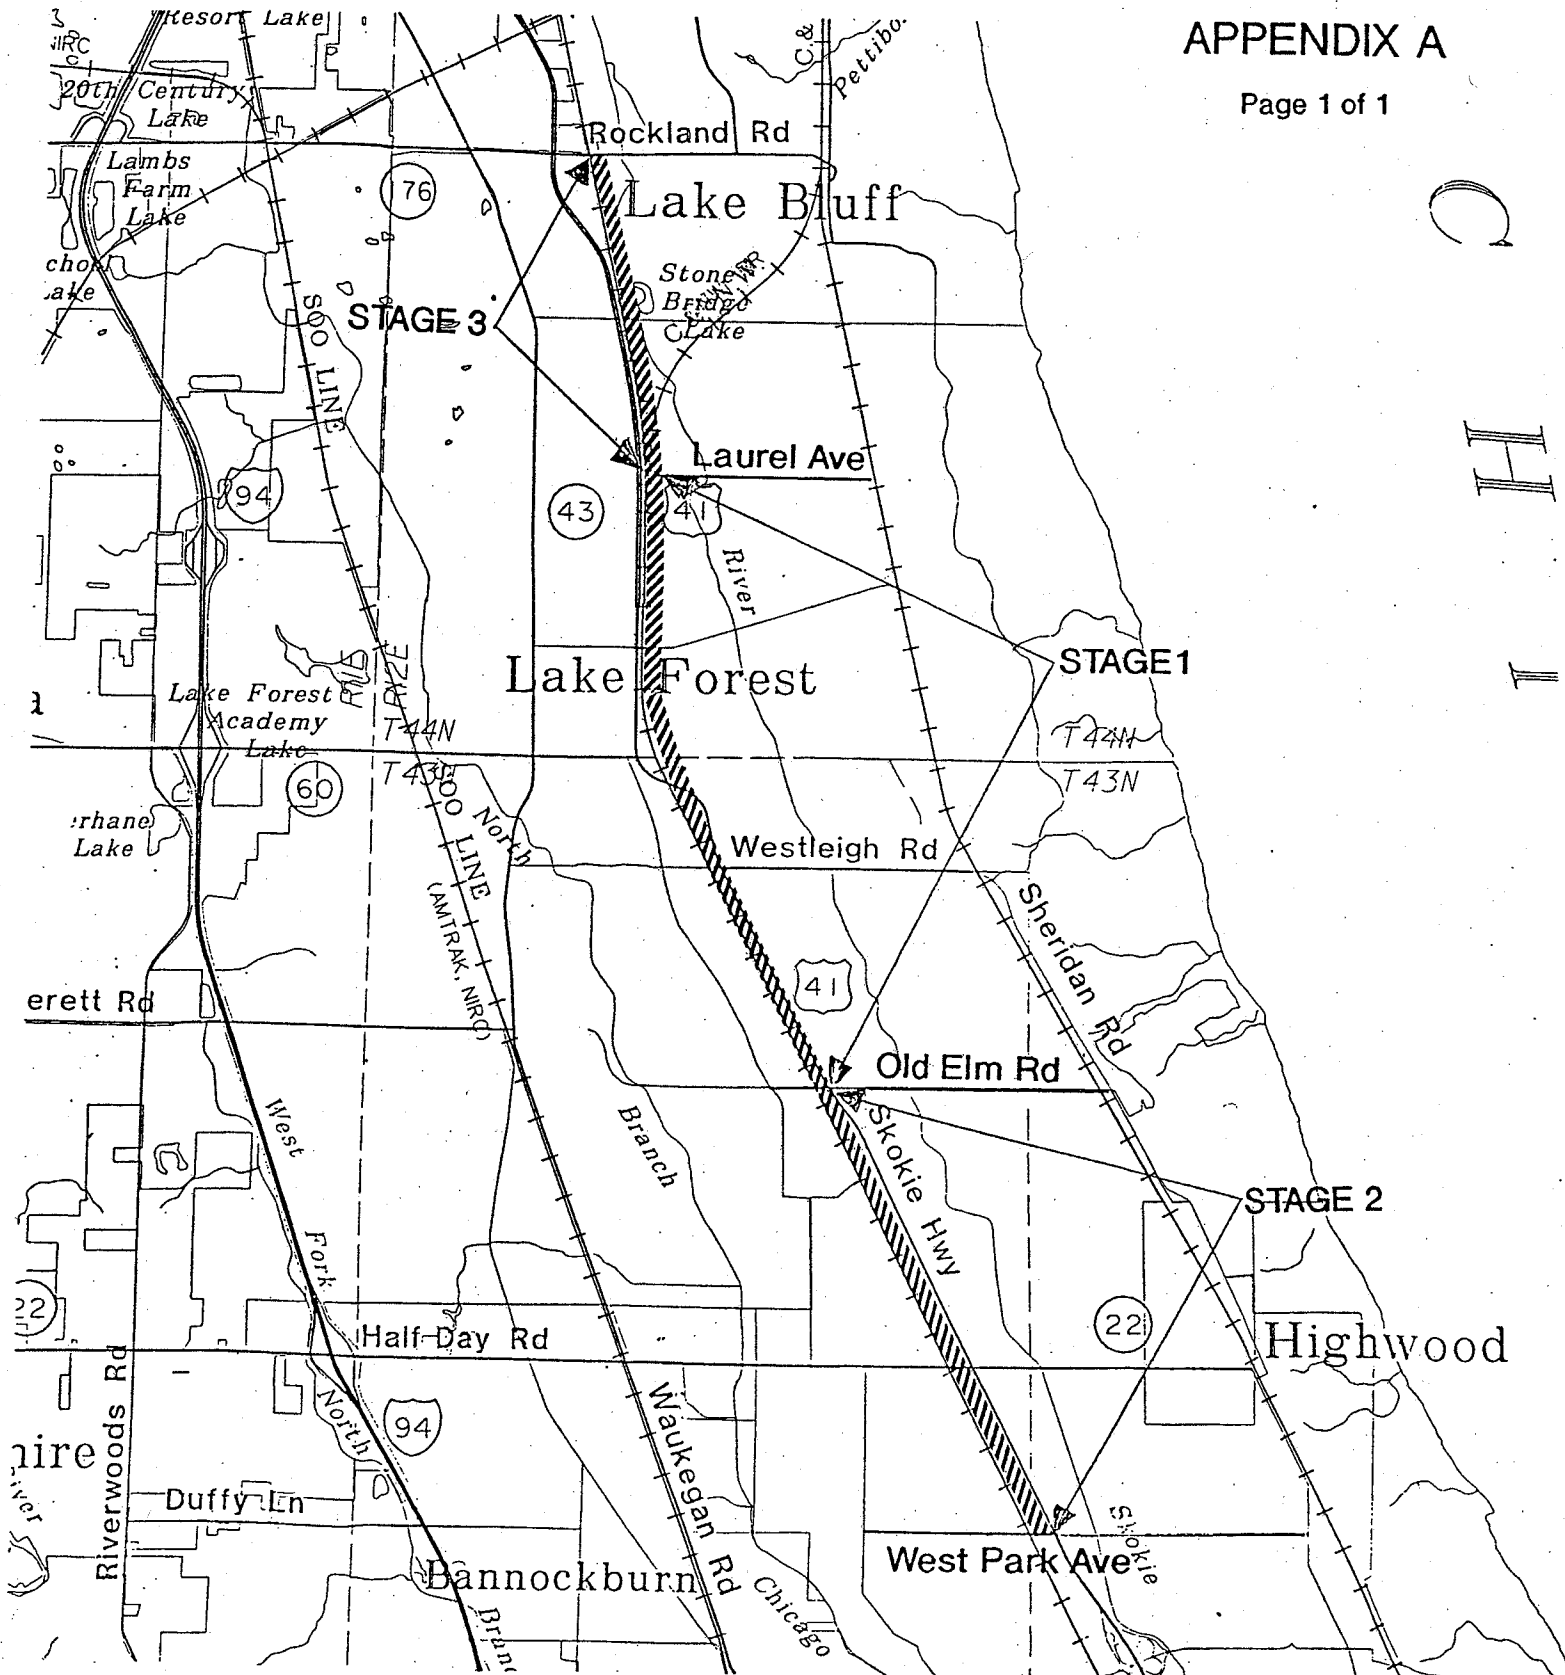 APPENDIX A
Page 1 of 1
Resort Lake
NIRC
20th Century
Lake
C.&
Rockland Rd
Lambs
Farm
Lake
176
Lake Bluff
C
Stone
Bridge
Lake
STAGE 3
SOO LINE
H
Laurel Ave
94
43
41
River
STAGE1
I
Lake Forest
R11E
R12E
Lake Forest
Academy
Lake
T44N
T44N
T43N
60
SOO LINE
(AMTRAK, NIRC)
North
Lake
Westleigh Rd
Sheridan Rd
41
erett Rd
Old Elm Rd
West
Branch
Skokie Hwy
STAGE 2
Fork
22
22
Half Day Rd
Highwood
Riverwoods Rd
North
94
Waukegan Rd
Duffy Ln
Skokie
West Park Ave
Bannockburn
Chicago